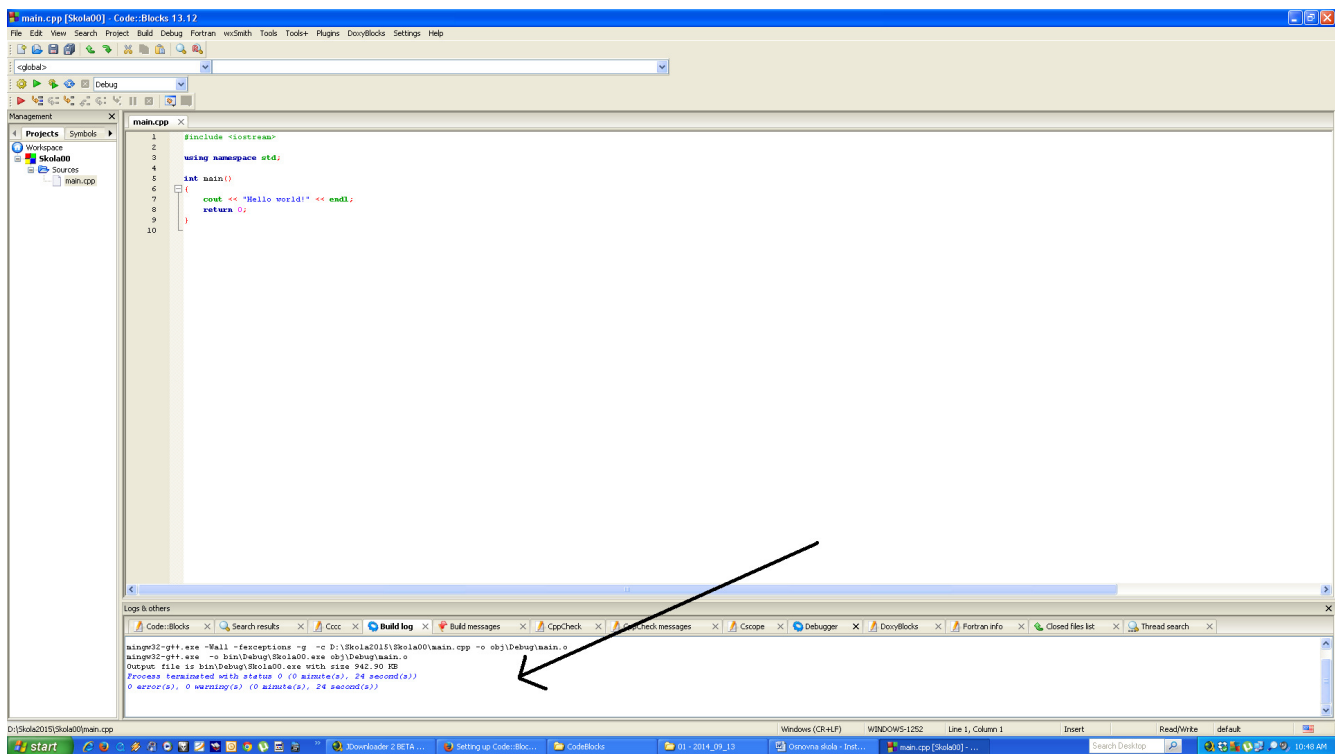 main.cpp [Skola00] - Code::Blocks 13.12
File Edit View Search Project Build Debug Fortran wxSmith Tools Tools+ Plugins DoxyBlocks Settings Help
<global>
Debug
Management
main.cpp
Projects Symbols
Workspace
Skola00
Sources
main.cpp
1 #include <iostream>
2
3 using namespace std;
4
5 int main()
6 {
7 cout << "Hello world!" << endl;
8 return 0;
9 }
10
Logs & others
Code::Blocks Search results Cccc Build log Build messages CppCheck CppCheck messages Cscope Debugger DoxyBlocks Fortran info Closed files list Thread search
mingw32-g++.exe -Wall -fexceptions -g -c D:\Skola2015\Skola00\main.cpp -o obj\Debug\main.o
mingw32-g++.exe -o bin\Debug\Skola00.exe obj\Debug\main.o
Output file is bin\Debug\Skola00.exe with size 942.90 KB
Process terminated with status 0 (0 minute(s), 24 second(s))
0 error(s), 0 warning(s) (0 minute(s), 24 second(s))
D:\Skola2015\Skola00\main.cpp Windows (CR+LF) WINDOWS-1252 Line 1, Column 1 Insert Read/Write default
start JDownloader 2 BETA ... Setting up Code::Bloc... CodeBlocks 01 - 2014_09_13 Osnovna skola - Inst... main.cpp [Skola00] - ... Search Desktop 10:48 AM